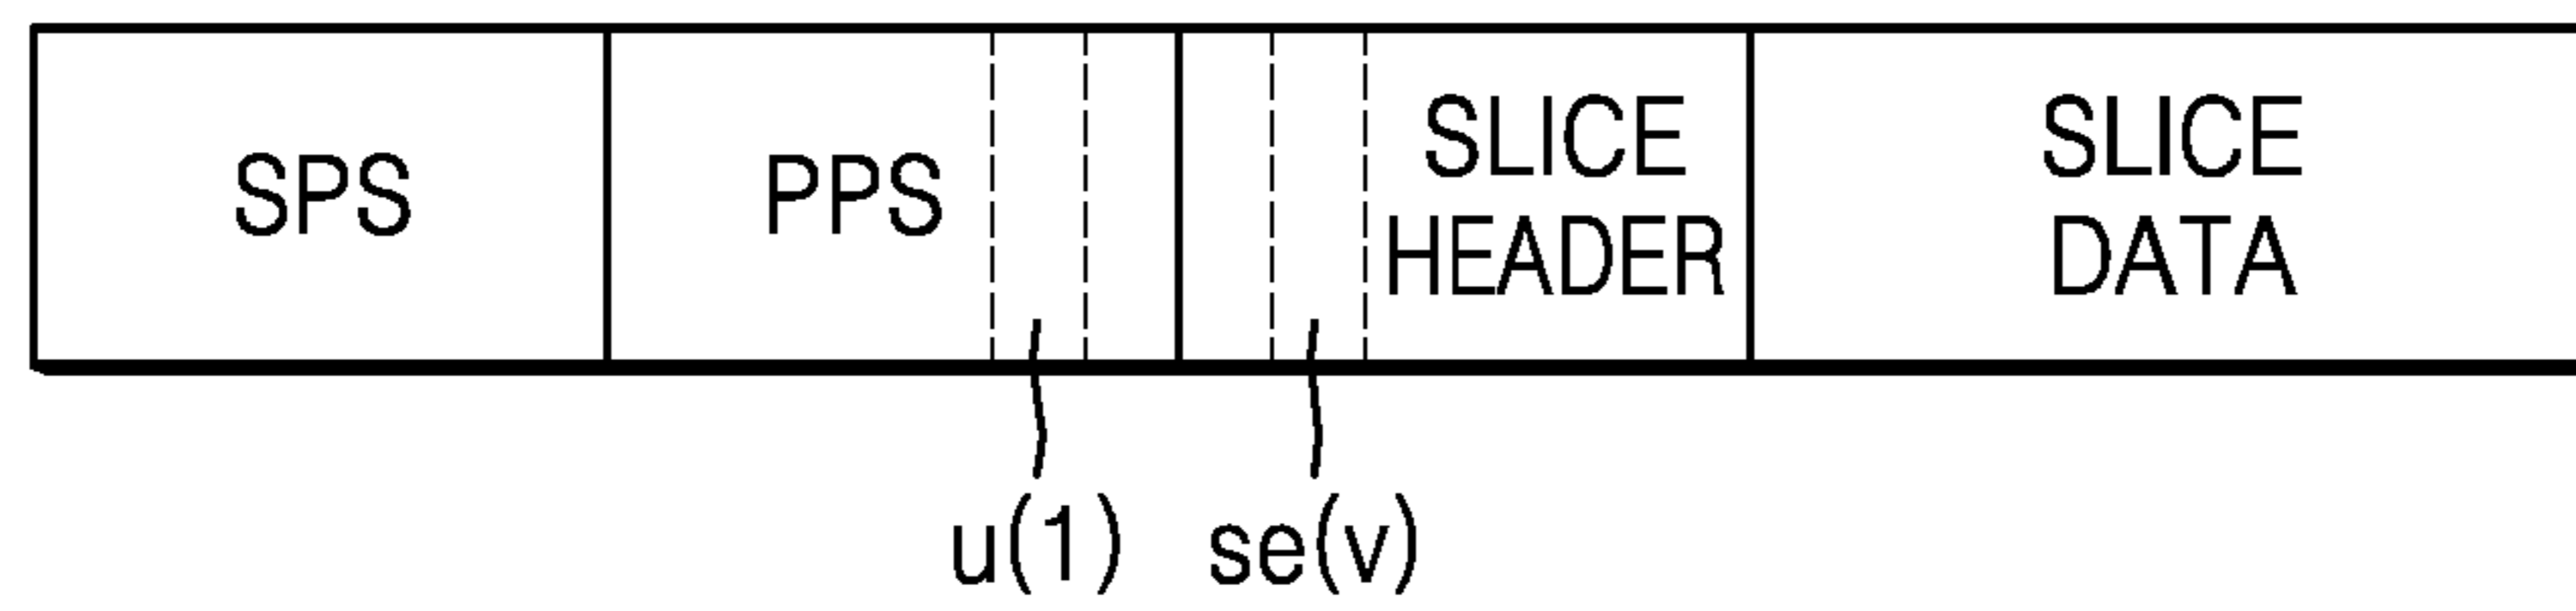 SPS
PPS
SLICE
HEADER
SLICE
DATA
u(1)
se(v)